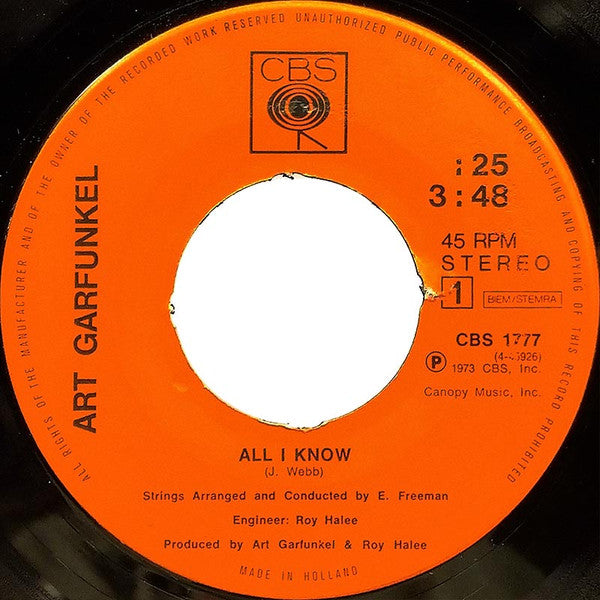 ALL RIGHTS OF THE MANUFACTURER AND OF THE OWNER OF THE RECORDED WORK RESERVED UNAUTHORIZED PUBLIC PERFORMANCE BROADCASTING AND COPYING OF THIS RECORD PROHIBITED
CBS
ART GARFUNKEL
:25
3:48
45 RPM
STEREO
1
BIEM/STEMRA
CBS 1777
(4-45926)
P 1973 CBS, Inc.
Canopy Music, Inc.
ALL I KNOW
(J. Webb)
Strings Arranged and Conducted by E. Freeman
Engineer: Roy Halee
Produced by Art Garfunkel & Roy Halee
MADE IN HOLLAND